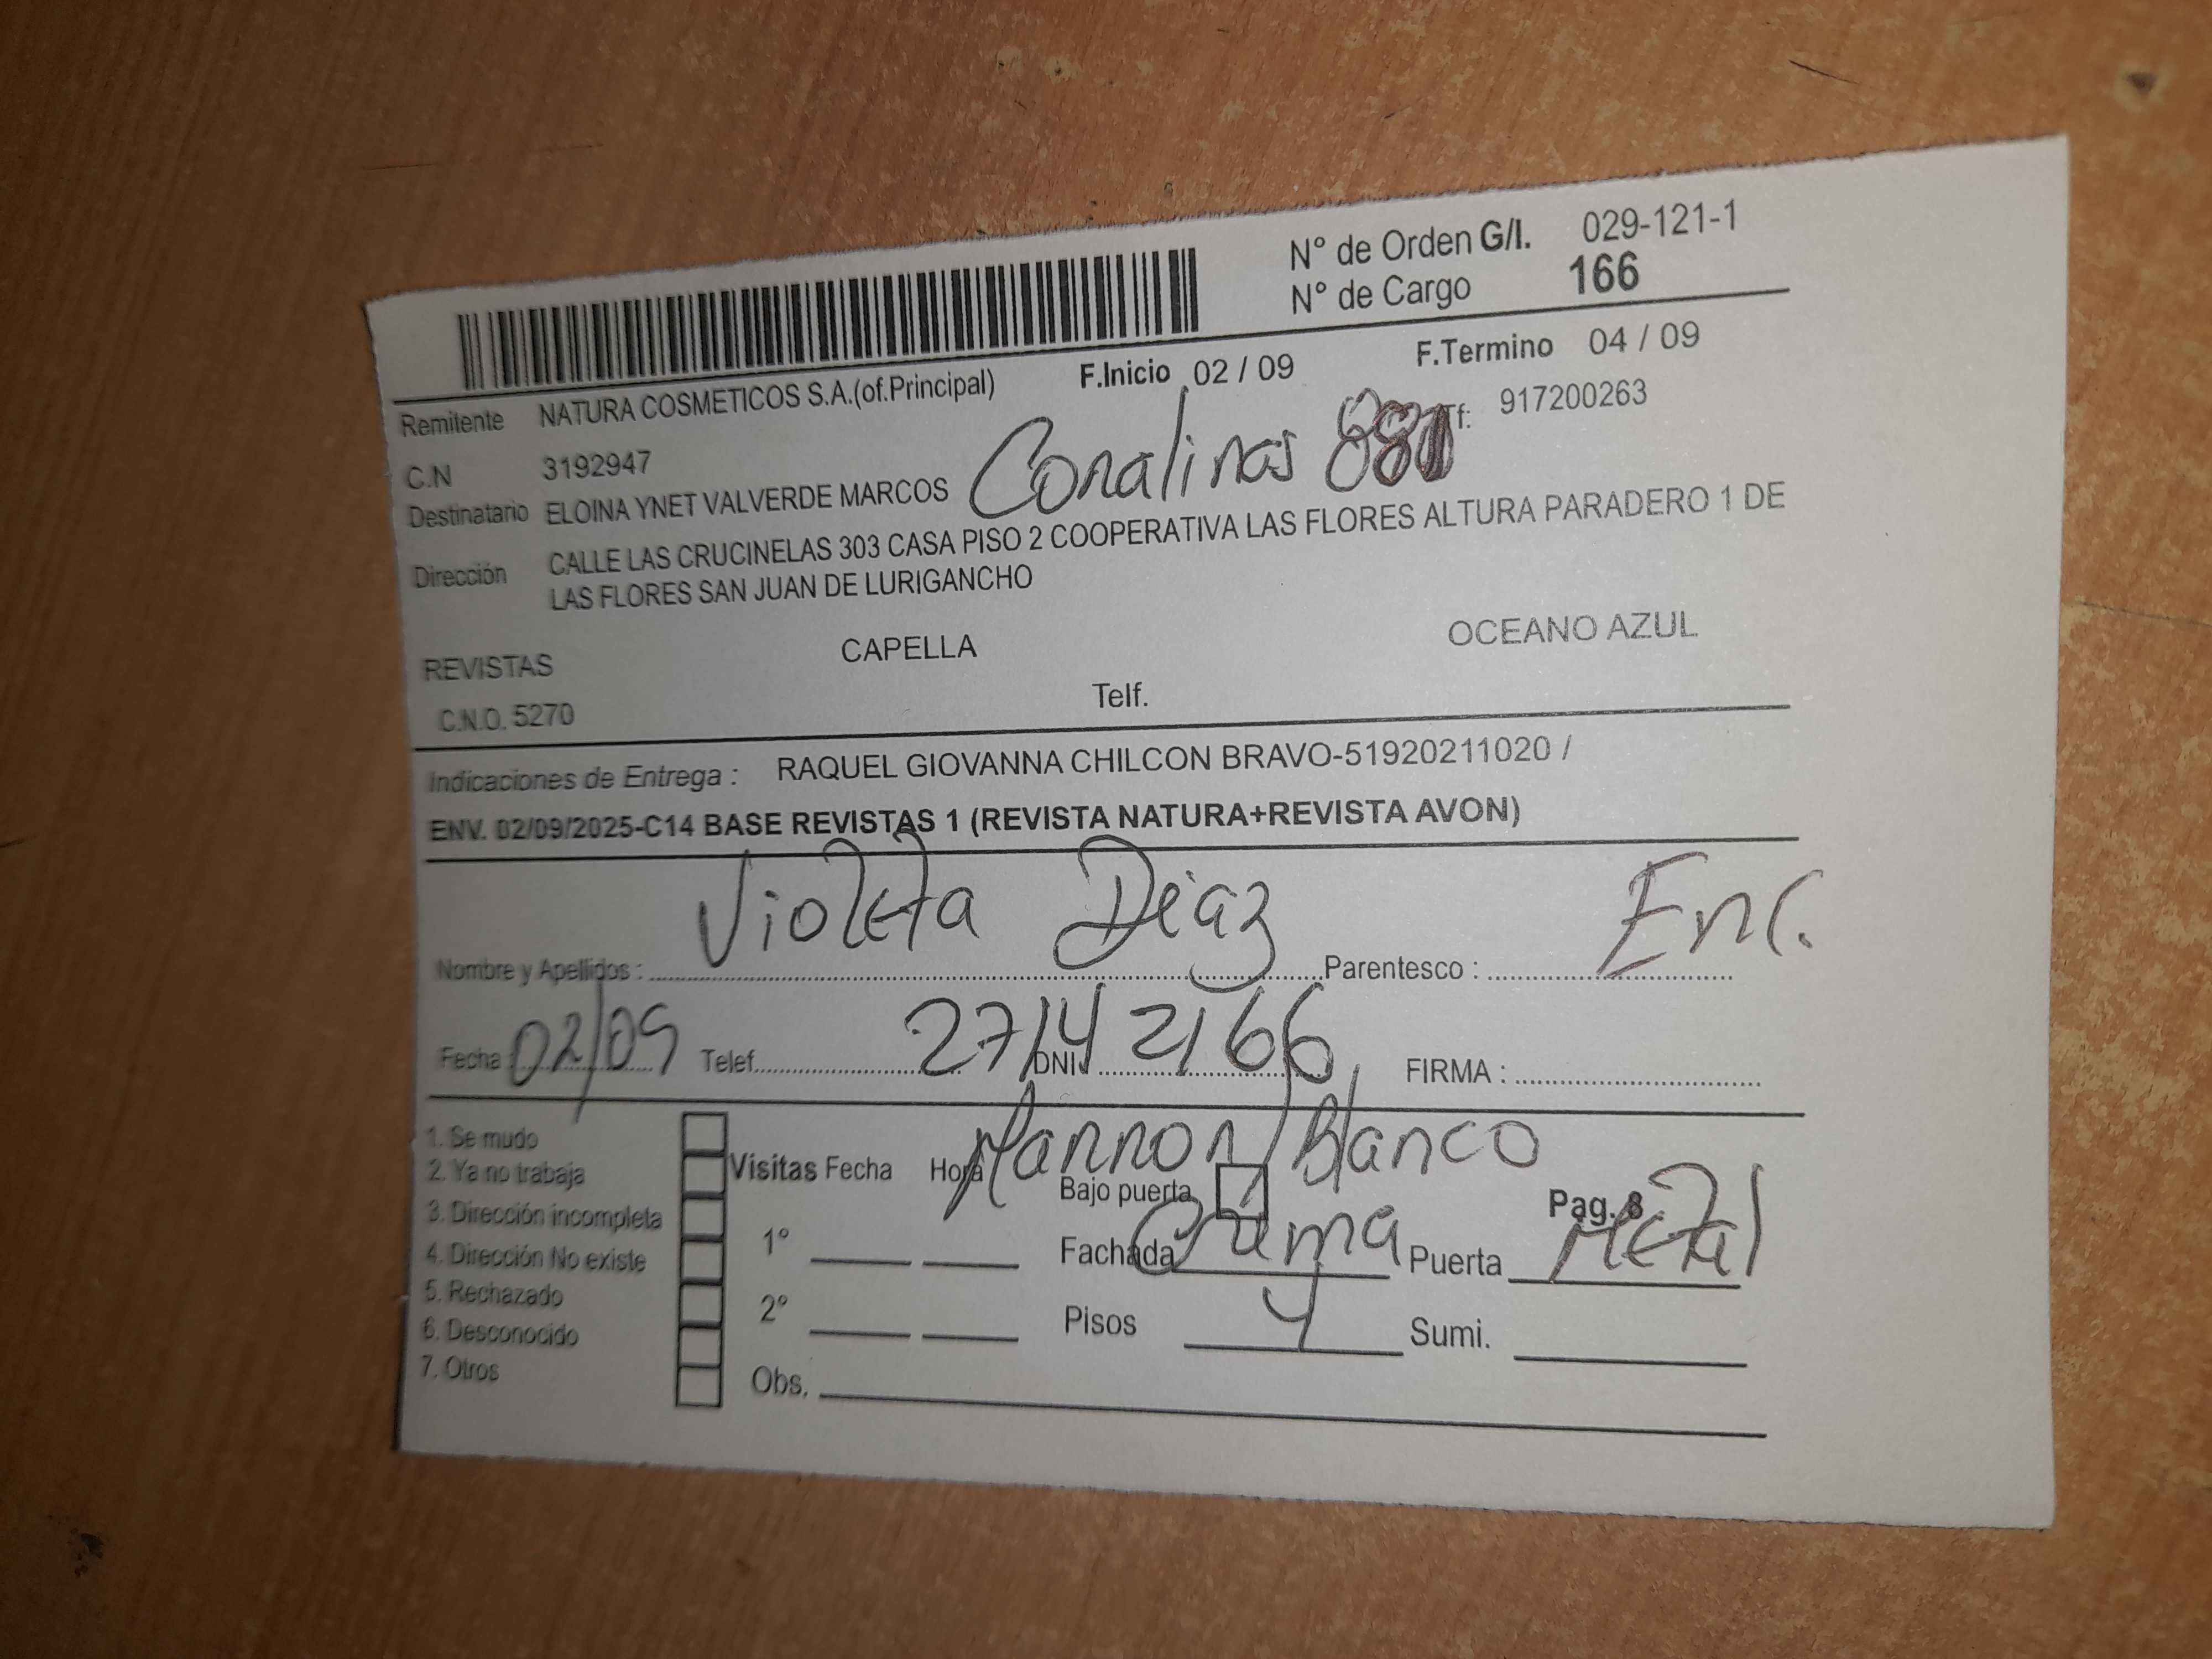 N° de Orden G/I. 029-121-1
N° de Cargo 166
F.Inicio 02 / 09 F.Termino 04 / 09
Remitente NATURA COSMETICOS S.A.(of.Principal)
Tf: 917200263
C.N 3192947
Conalinas
Destinatario ELOINA YNET VALVERDE MARCOS
Dirección CALLE LAS CRUCINELAS 303 CASA PISO 2 COOPERATIVA LAS FLORES ALTURA PARADERO 1 DE
LAS FLORES SAN JUAN DE LURIGANCHO
REVISTAS CAPELLA OCEANO AZUL
C.N.O. 5270 Telf.
Indicaciones de Entrega : RAQUEL GIOVANNA CHILCON BRAVO-51920211020 /
ENV. 02/09/2025-C14 BASE REVISTAS 1 (REVISTA NATURA+REVISTA AVON)
Nombre y Apellidos : Violeta Diaz Parentesco : Enc.
Fecha : 02/09 Telef. DNI 27142166 FIRMA :
Marron/Blanco
1. Se mudo
2. Ya no trabaja
3. Dirección incompleta
4. Dirección No existe
5. Rechazado
6. Desconocido
7. Otros
Visitas Fecha Hora Bajo puerta Pag. 8
1° Fachada Crema Puerta Metal
2° Pisos 4 Sumi.
Obs.